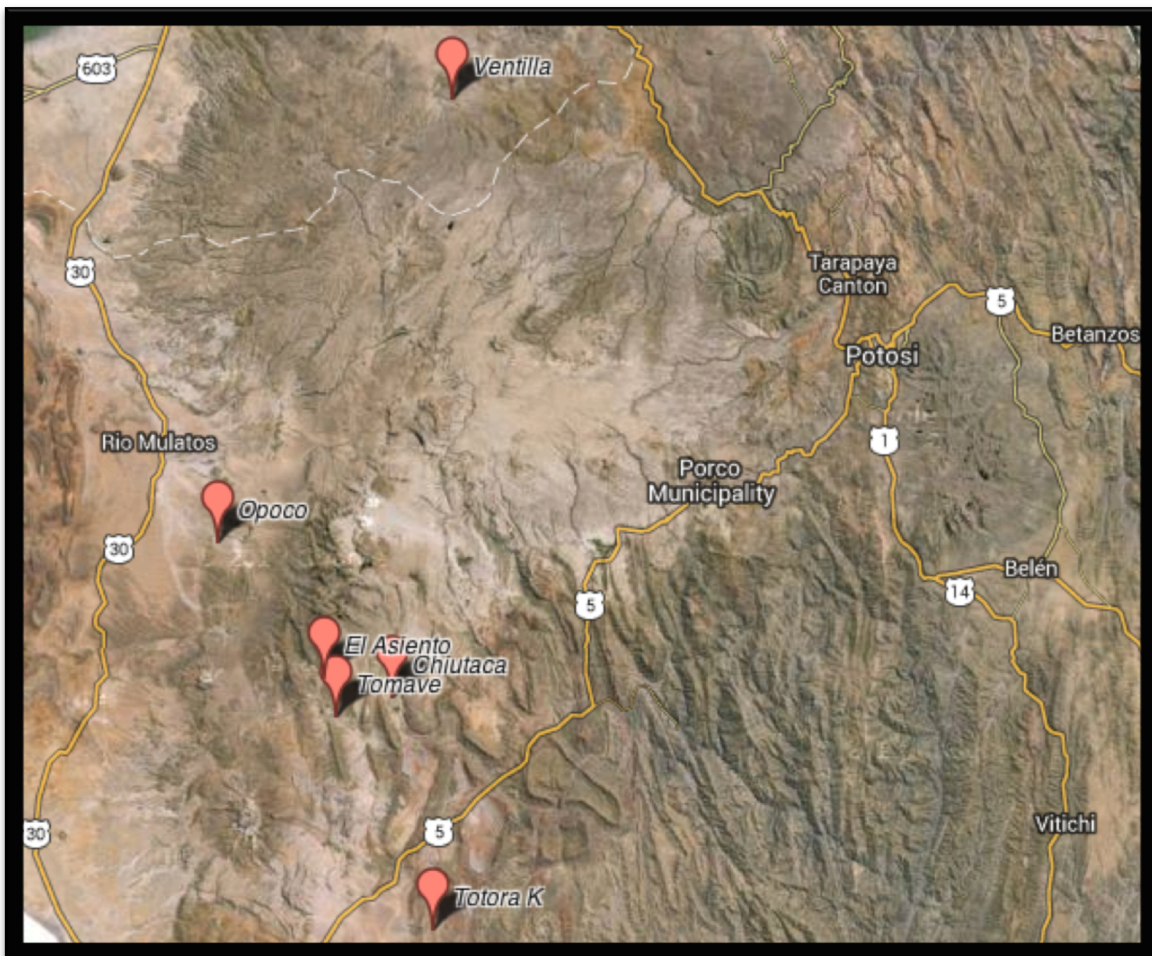 603
Ventilla
30
Tarapaya
Canton
5
Betanzos
Potosi
Rio Mulatos
1
Porco
Municipality
Opoco
30
Belén
14
5
El Asiento
Chiutaca
Tomave
30
5
Vitichi
Totora K